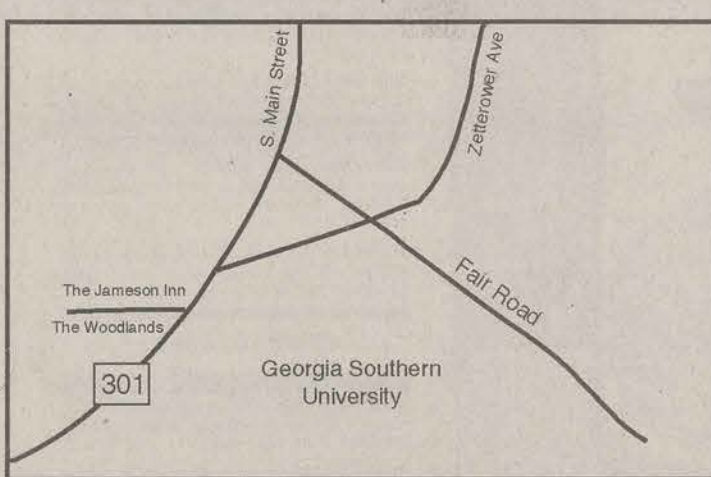 S. Main Street
Zetterower Ave
Fair Road
The Jameson Inn
The Woodlands
301
Georgia Southern
University